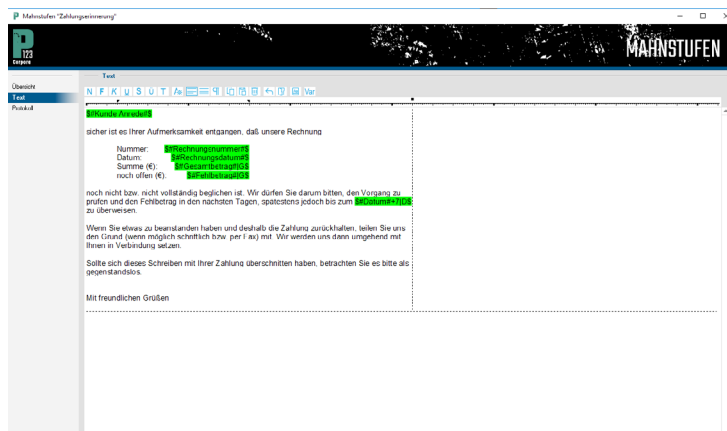 Mahnstufen "Zahlungserinnerung"
P
123
Corpora
MAHNSTUFEN
Übersicht
Text
Protokoll
Text
N F K U S Ü T As Var
$#Kunde Anrede#$
sicher ist es Ihrer Aufmerksamkeit entgangen, daß unsere Rechnung
Nummer: $#Rechnungsnummer#$
Datum: $#Rechnungsdatum#$
Summe (€): $#Gesamtbetrag#|G$
noch offen (€): $#Fehlbetrag#|G$
noch nicht bzw. nicht vollständig beglichen ist. Wir dürfen Sie darum bitten, den Vorgang zu
prüfen und den Fehlbetrag in den nächsten Tagen, spätestens jedoch bis zum $#Datum#+7|D$
zu überweisen.
Wenn Sie etwas zu beanstanden haben und deshalb die Zahlung zurückhalten, teilen Sie uns
den Grund (wenn möglich schriftlich bzw. per Fax) mit. Wir werden uns dann umgehend mit
Ihnen in Verbindung setzen.
Sollte sich dieses Schreiben mit Ihrer Zahlung überschnitten haben, betrachten Sie es bitte als
gegenstandslos.
Mit freundlichen Grüßen